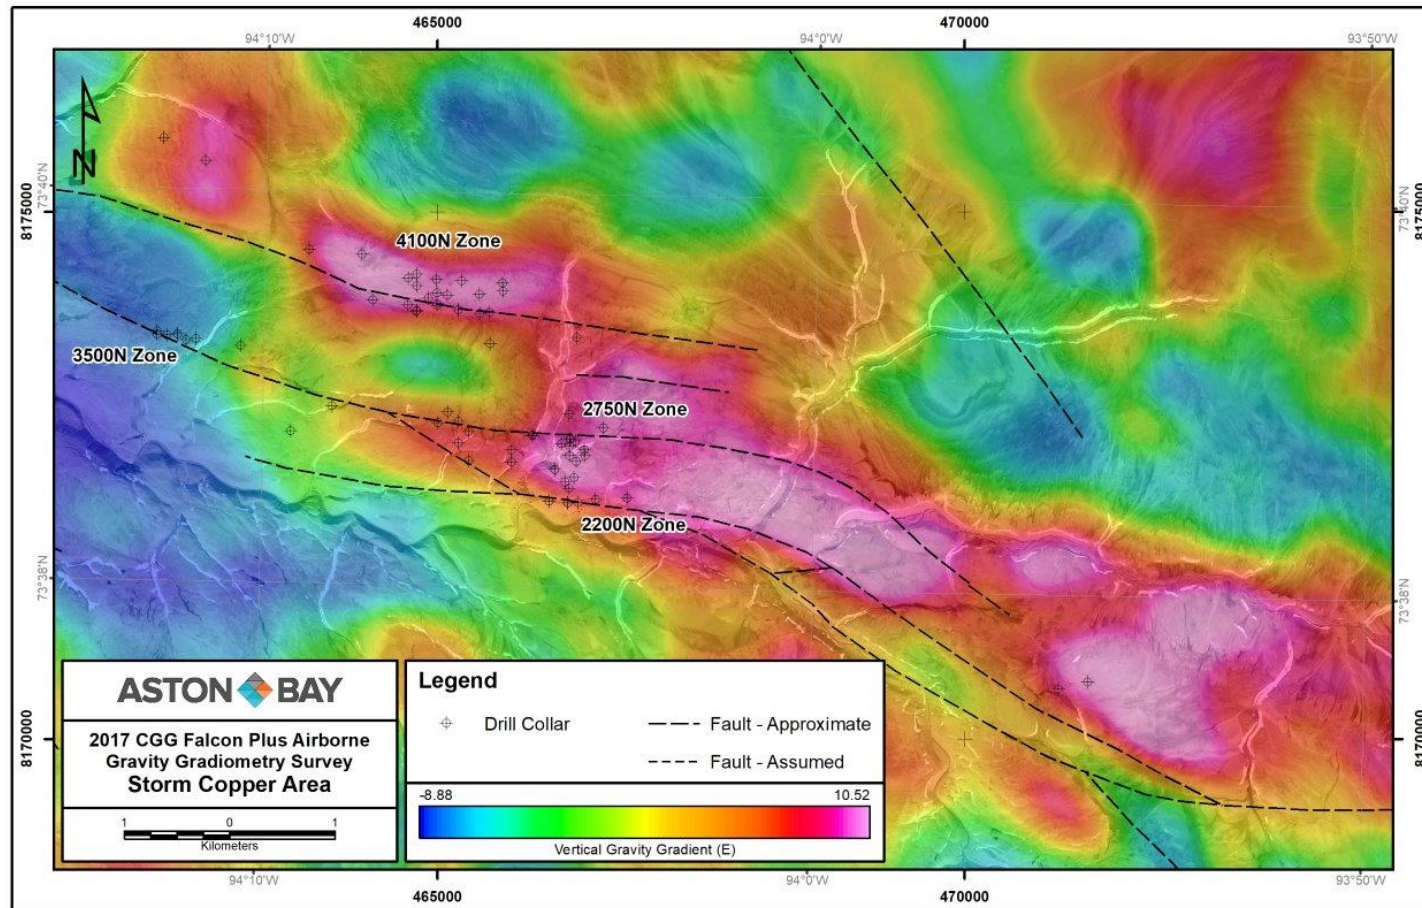 465000
470000
94°10'W
94°0'W
93°50'W
N
73°40'N
8175000
73°40'N
8175000
4100N Zone
3500N Zone
2750N Zone
2200N Zone
73°38'N
73°38'N
8170000
8170000
ASTON BAY
2017 CGG Falcon Plus Airborne
Gravity Gradiometry Survey
Storm Copper Area
1 0 1
Kilometers
Legend
Drill Collar
Fault - Approximate
Fault - Assumed
-8.88 10.52
Vertical Gravity Gradient (E)
94°10'W
94°0'W
93°50'W
465000
470000